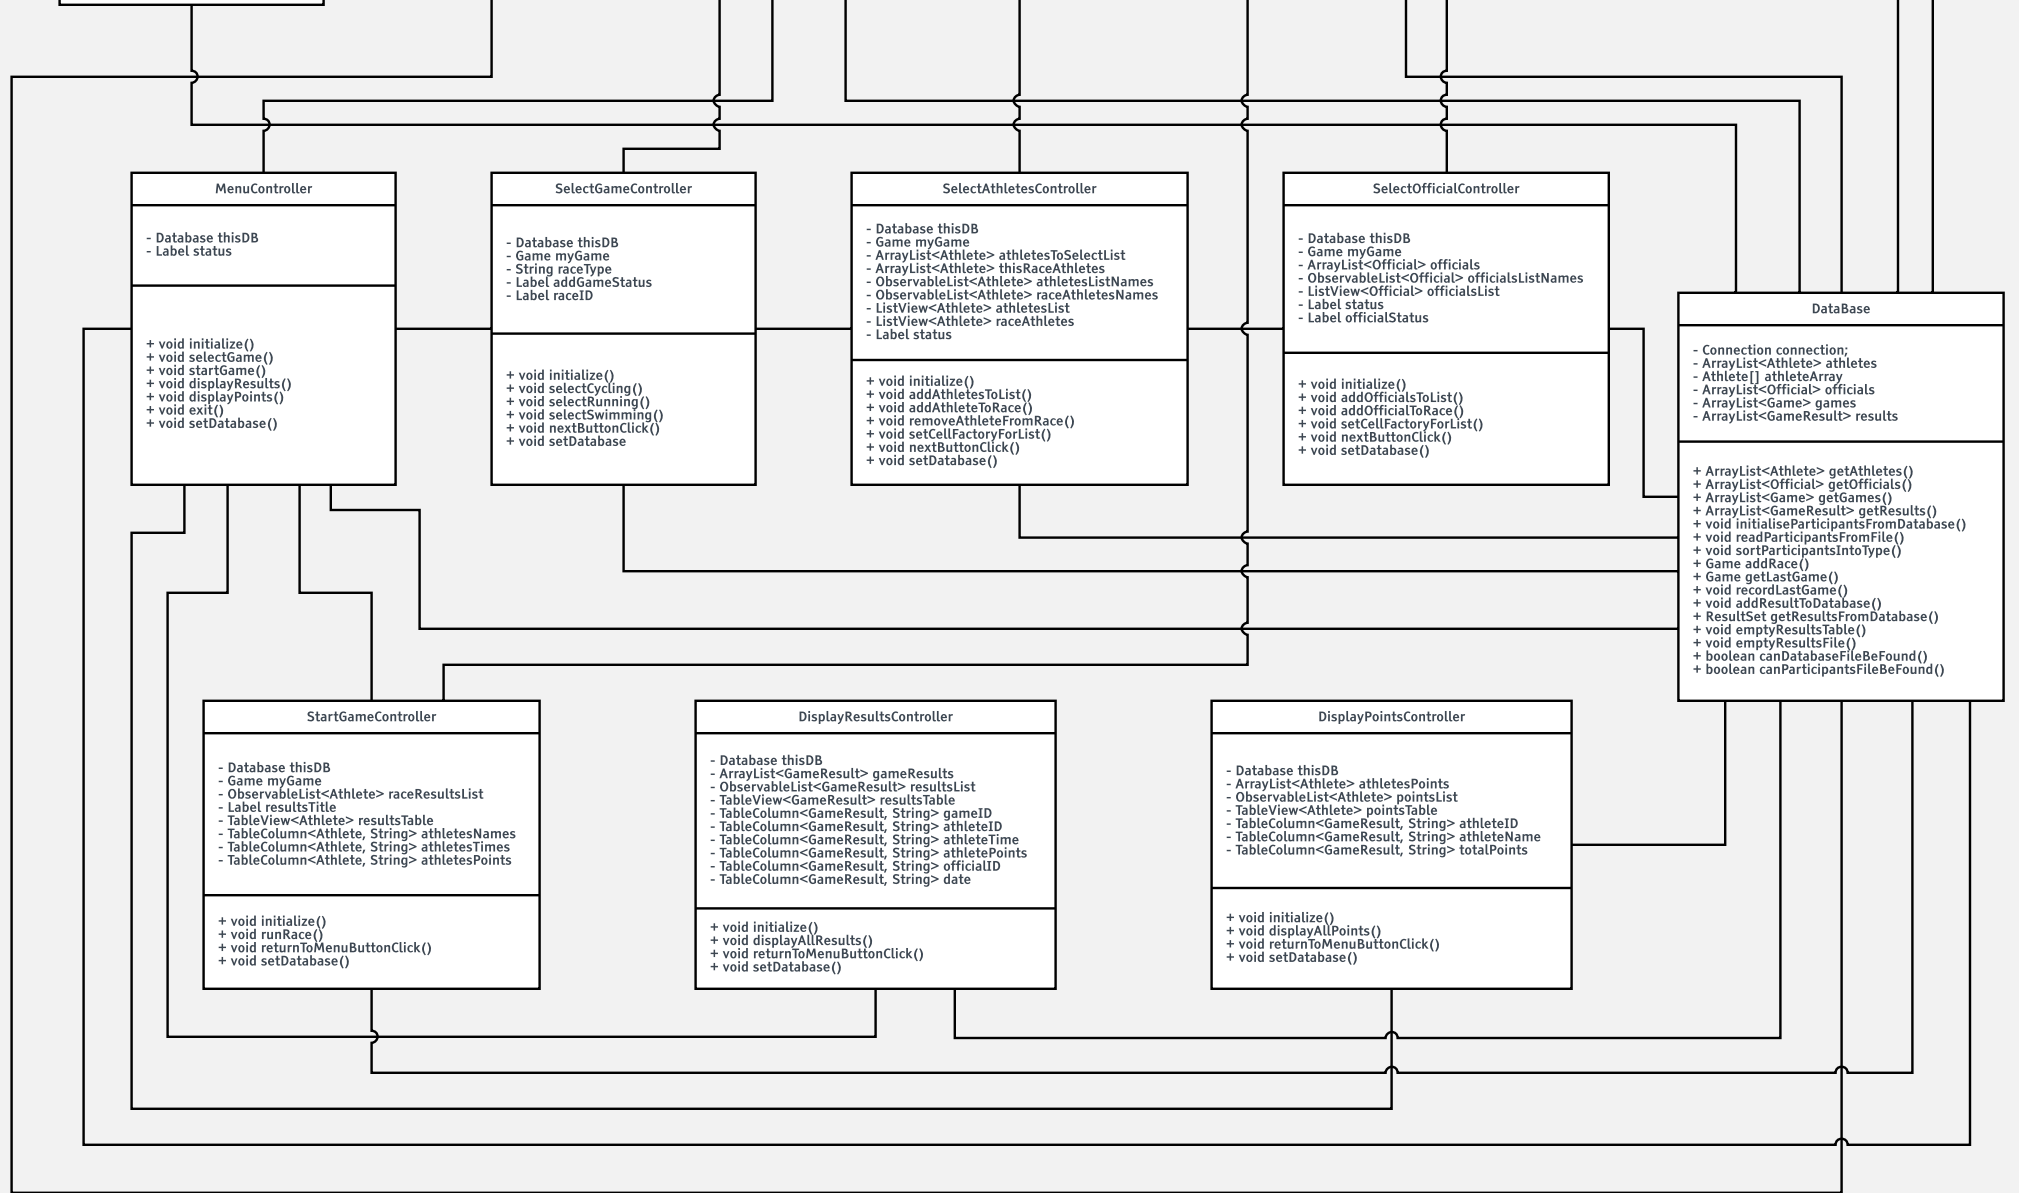 MenuController
- Database thisDB
- Label status
+ void initialize()
+ void selectGame()
+ void startGame()
+ void displayResults()
+ void displayPoints()
+ void exit()
+ void setDatabase()
SelectGameController
- Database thisDB
- Game myGame
- String raceType
- Label addGameStatus
- Label raceID
+ void initialize()
+ void selectCycling()
+ void selectRunning()
+ void selectSwimming()
+ void nextButtonClick()
+ void setDatabase
SelectAthletesController
- Database thisDB
- Game myGame
- ArrayList<Athlete> athletesToSelectList
- ArrayList<Athlete> thisRaceAthletes
- ObservableList<Athlete> athletesListNames
- ObservableList<Athlete> raceAthletesNames
- ListView<Athlete> athletesList
- ListView<Athlete> raceAthletes
- Label status
+ void initialize()
+ void addAthletesToList()
+ void addAthleteToRace()
+ void removeAthleteFromRace()
+ void setCellFactoryForList()
+ void nextButtonClick()
+ void setDatabase()
SelectOfficialController
- Database thisDB
- Game myGame
- ArrayList<Official> officials
- ObservableList<Official> officialsListNames
- ListView<Official> officialsList
- Label status
- Label officialStatus
+ void initialize()
+ void addOfficialsToList()
+ void addOfficialToRace()
+ void setCellFactoryForList()
+ void nextButtonClick()
+ void setDatabase()
DataBase
- Connection connection;
- ArrayList<Athlete> athletes
- Athlete[] athleteArray
- ArrayList<Official> officials
- ArrayList<Game> games
- ArrayList<GameResult> results
+ ArrayList<Athlete> getAthletes()
+ ArrayList<Official> getOfficials()
+ ArrayList<Game> getGames()
+ ArrayList<GameResult> getResults()
+ void initialiseParticipantsFromDatabase()
+ void readParticipantsFromFile()
+ void sortParticipantsIntoType()
+ Game addRace()
+ Game getLastGame()
+ void recordLastGame()
+ void addResultToDatabase()
+ ResultSet getResultsFromDatabase()
+ void emptyResultsTable()
+ void emptyResultsFile()
+ boolean canDatabaseFileBeFound()
+ boolean canParticipantsFileBeFound()
StartGameController
- Database thisDB
- Game myGame
- ObservableList<Athlete> raceResultsList
- Label resultsTitle
- TableView<Athlete> resultsTable
- TableColumn<Athlete, String> athletesNames
- TableColumn<Athlete, String> athletesTimes
- TableColumn<Athlete, String> athletesPoints
+ void initialize()
+ void runRace()
+ void returnToMenuButtonClick()
+ void setDatabase()
DisplayResultsController
- Database thisDB
- ArrayList<GameResult> gameResults
- ObservableList<GameResult> resultsList
- TableView<GameResult> resultsTable
- TableColumn<GameResult, String> gameID
- TableColumn<GameResult, String> athleteID
- TableColumn<GameResult, String> athleteTime
- TableColumn<GameResult, String> athletePoints
- TableColumn<GameResult, String> officialID
- TableColumn<GameResult, String> date
+ void initialize()
+ void displayAllResults()
+ void returnToMenuButtonClick()
+ void setDatabase()
DisplayPointsController
- Database thisDB
- ArrayList<Athlete> athletesPoints
- ObservableList<Athlete> pointsList
- TableView<Athlete> pointsTable
- TableColumn<GameResult, String> athleteID
- TableColumn<GameResult, String> athleteName
- TableColumn<GameResult, String> totalPoints
+ void initialize()
+ void displayAllPoints()
+ void returnToMenuButtonClick()
+ void setDatabase()